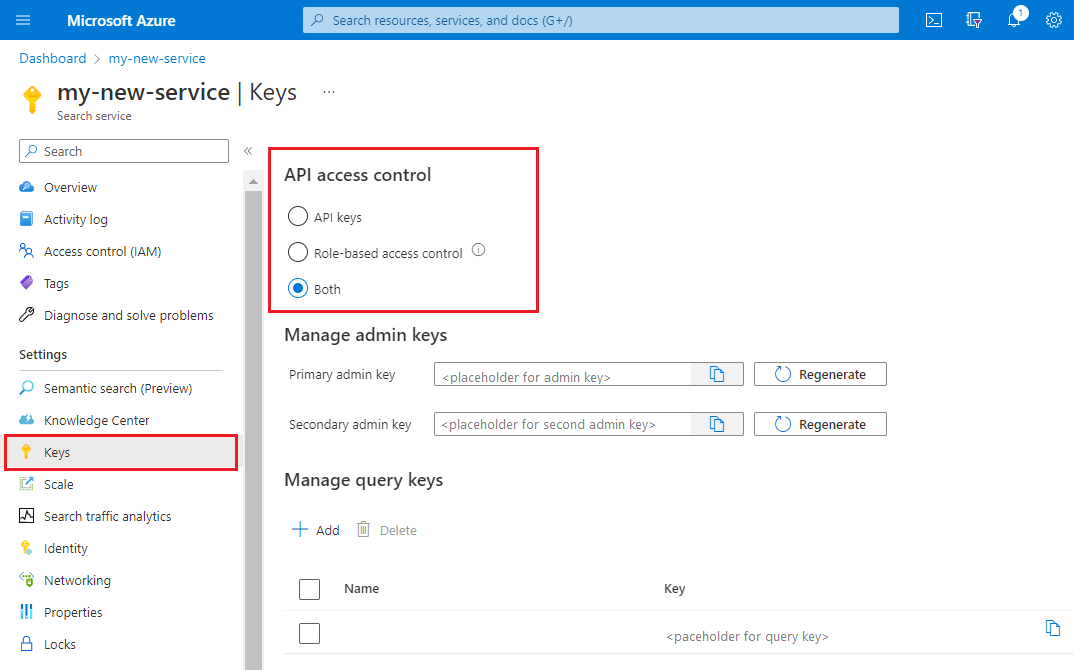 Microsoft Azure
Search resources, services, and docs (G+/)
1
Dashboard > my-new-service
my-new-service | Keys ...
Search service
Search
«
Overview
Activity log
Access control (IAM)
Tags
Diagnose and solve problems
Settings
Semantic search (Preview)
Knowledge Center
Keys
Scale
Search traffic analytics
Identity
Networking
Properties
Locks
API access control
API keys
Role-based access control
Both
Manage admin keys
Primary admin key <placeholder for admin key> Regenerate
Secondary admin key <placeholder for second admin key> Regenerate
Manage query keys
Add Delete
Name Key
<paceholder for query key>